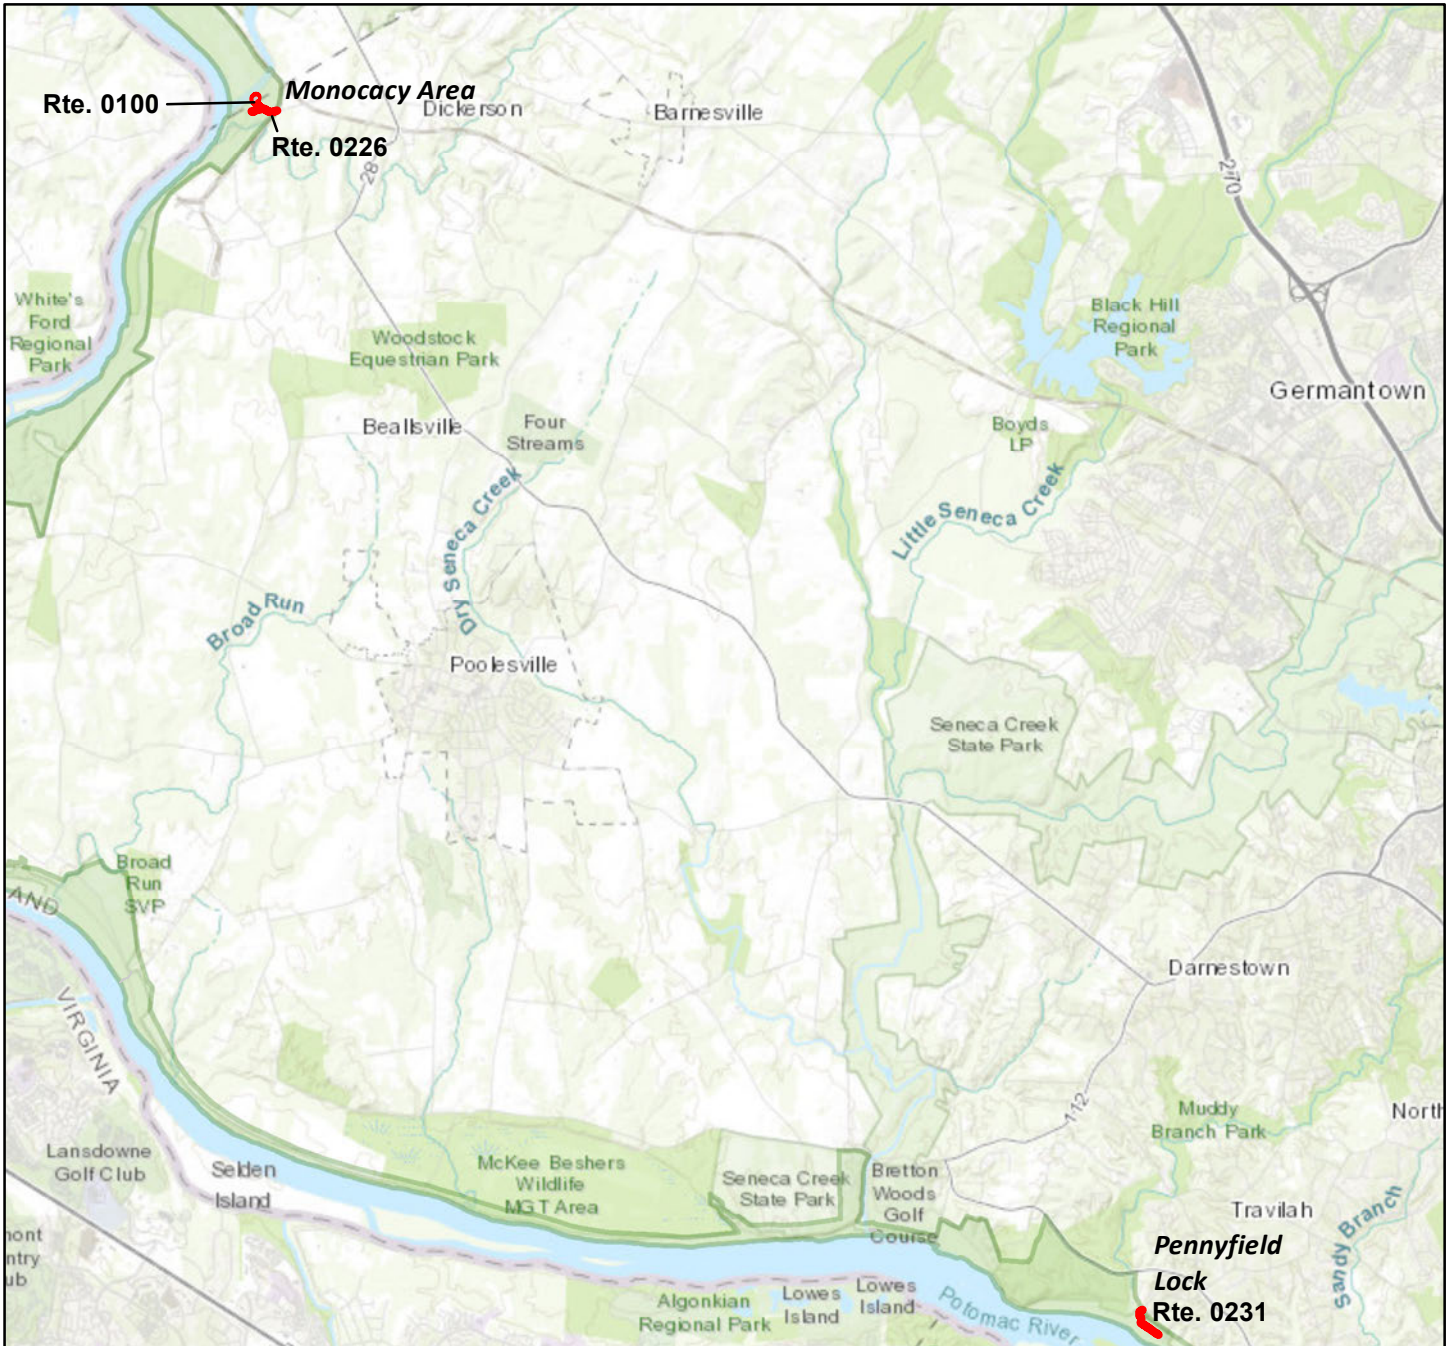 Monocacy Area
Rte. 0100
Dickerson
Barnesville
Rte. 0226
28
270
White's
Ford
Regional
Park
Woodstock
Equestrian Park
Black Hill
Regional
Park
Germantown
Beallsville
Four
Streams
Boyds
LP
Dry Seneca Creek
Little Seneca Creek
Broad Run
Poolesville
Seneca Creek
State Park
Broad
Run
SVP
AND
VIRGINIA
Darnestown
112
Muddy
Branch Park
North
Lansdowne
Golf Club
Selden
Island
McKee Beshers
Wildlife
MGT Area
Seneca Creek
State Park
Bretton
Woods
Golf
Course
Travilah
Sandy Branch
mont
ntry
ub
Pennyfield
Lock
Rte. 0231
Algonkian
Regional Park
Lowes
Island
Lowes
Island
Potomac River